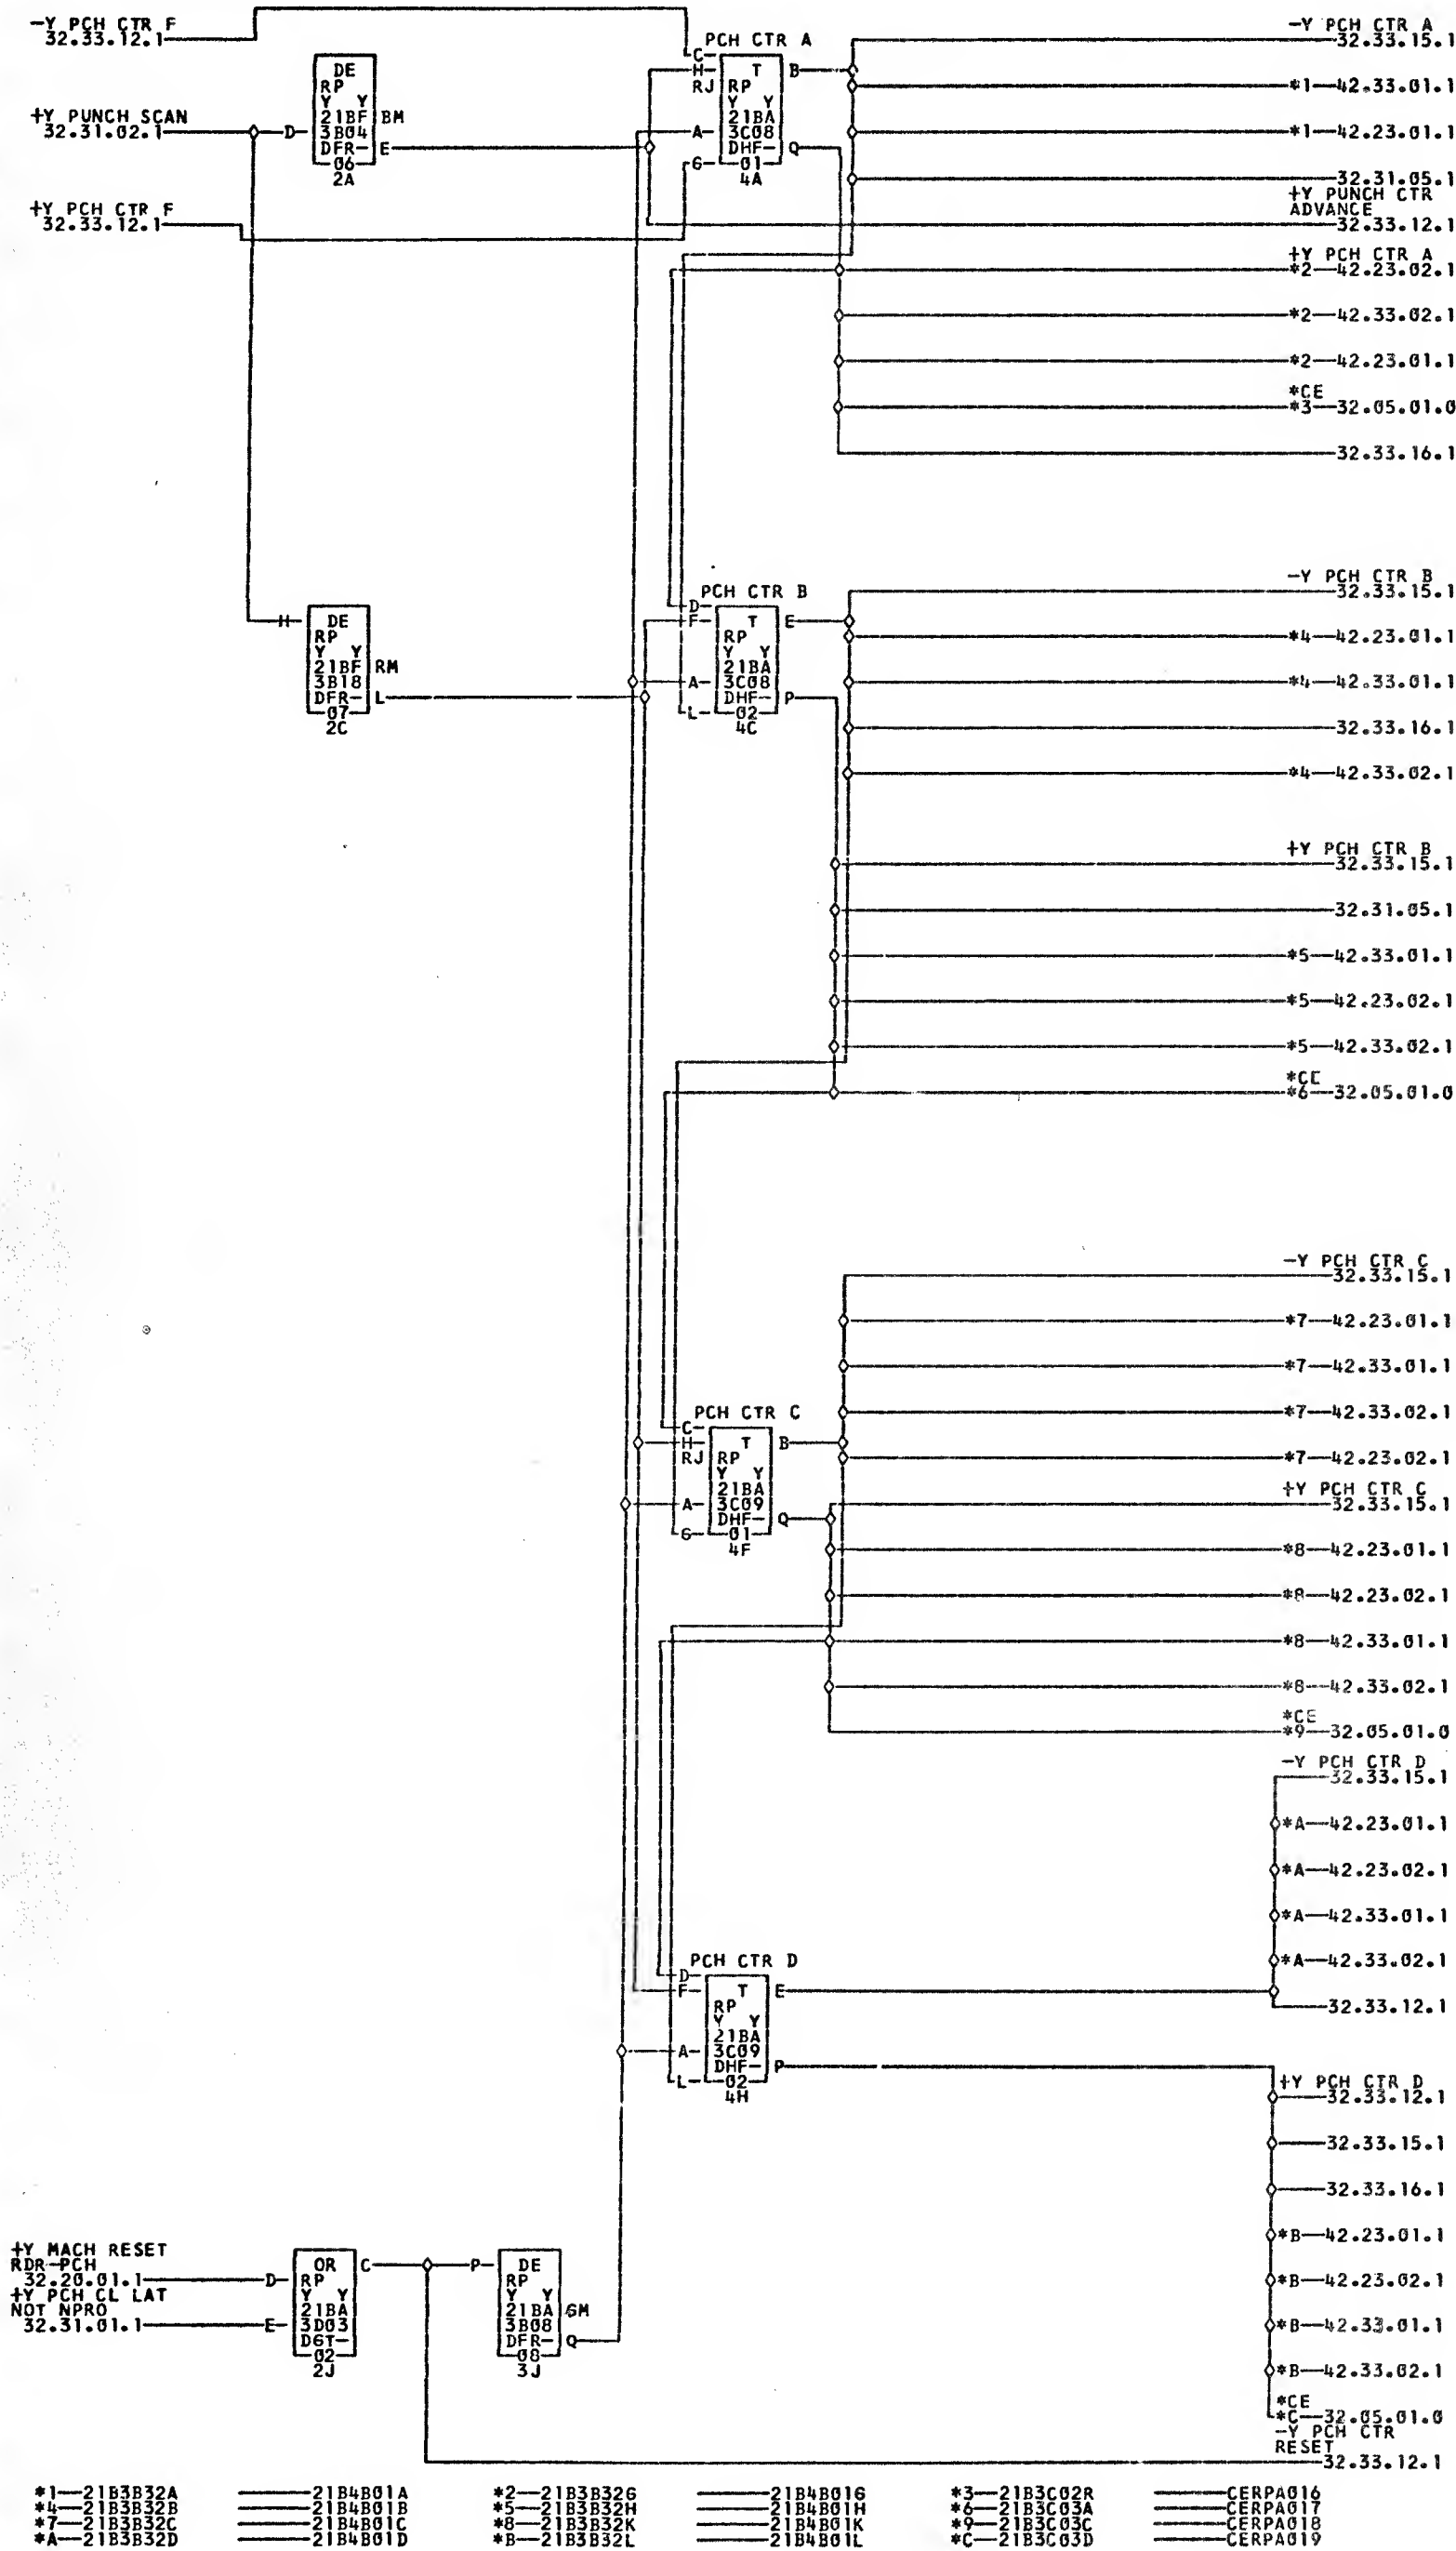 -Y PCH CTR F
32.33.12.1
+Y PUNCH SCAN
32.31.02.1
+Y PCH CTR F
32.33.12.1
D
DE
RP
Y Y
21BF BM
3B04
DFR- E
06
2A
PCH CTR A
C
H T B
RJ RP
Y Y
21BA
A 3C08
DHF- Q
G 01
4A
-Y PCH CTR A
32.33.15.1
*1-42.33.01.1
*1-42.23.01.1
32.31.05.1
+Y PUNCH CTR
ADVANCE
32.33.12.1
+Y PCH CTR A
*2-42.23.02.1
*2-42.33.02.1
*2-42.23.01.1
*CE
*3-32.05.01.0
32.33.16.1
H DE
RP
Y Y
21BF RM
3B18
DFR- L
07
2C
PCH CTR B
D
F T E
RP
Y Y
21BA
A 3C08
DHF- P
L 02
4C
-Y PCH CTR B
32.33.15.1
*4-42.23.01.1
*4-42.33.01.1
32.33.16.1
*4-42.33.02.1
+Y PCH CTR B
32.33.15.1
32.31.05.1
*5-42.33.01.1
*5-42.23.02.1
*5-42.33.02.1
*CE
*6-32.05.01.0
PCH CTR C
C
H T B
RJ RP
Y Y
21BA
A 3C09
DHF- Q
G 01
4F
-Y PCH CTR C
32.33.15.1
*7-42.23.01.1
*7-42.33.01.1
*7-42.33.02.1
*7-42.23.02.1
+Y PCH CTR C
32.33.15.1
*8-42.23.01.1
*8-42.23.02.1
*8-42.33.01.1
*8-42.33.02.1
*CE
*9-32.05.01.0
PCH CTR D
D
F T E
RP
Y Y
21BA
A 3C09
DHF- P
L 02
4H
-Y PCH CTR D
32.33.15.1
*A-42.23.01.1
*A-42.23.02.1
*A-42.33.01.1
*A-42.33.02.1
32.33.12.1
+Y PCH CTR D
32.33.12.1
32.33.15.1
32.33.16.1
*B-42.23.01.1
*B-42.23.02.1
*B-42.33.01.1
*B-42.33.02.1
*CE
*C-32.05.01.0
-Y PCH CTR
RESET
32.33.12.1
+Y MACH RESET
RDR-PCH
32.20.01.1
+Y PCH CL LAT
NOT NPRO
32.31.01.1
OR C
D RP
Y Y
21BA
E 3D03
DGT-
02
2J
P DE
RP
Y Y
21BA GM
3B08
DFR- Q
08
3J
*1-21B3B32A 21B4B01A *2-21B3B32G 21B4B01G *3-21B3C02R CERPA016
*4-21B3B32B 21B4B01B *5-21B3B32H 21B4B01H *6-21B3C03A CERPA017
*7-21B3B32C 21B4B01C *8-21B3B32K 21B4B01K *9-21B3C03C CERPA018
*A-21B3B32D 21B4B01D *B-21B3B32L 21B4B01L *C-21B3C03D CERPA019